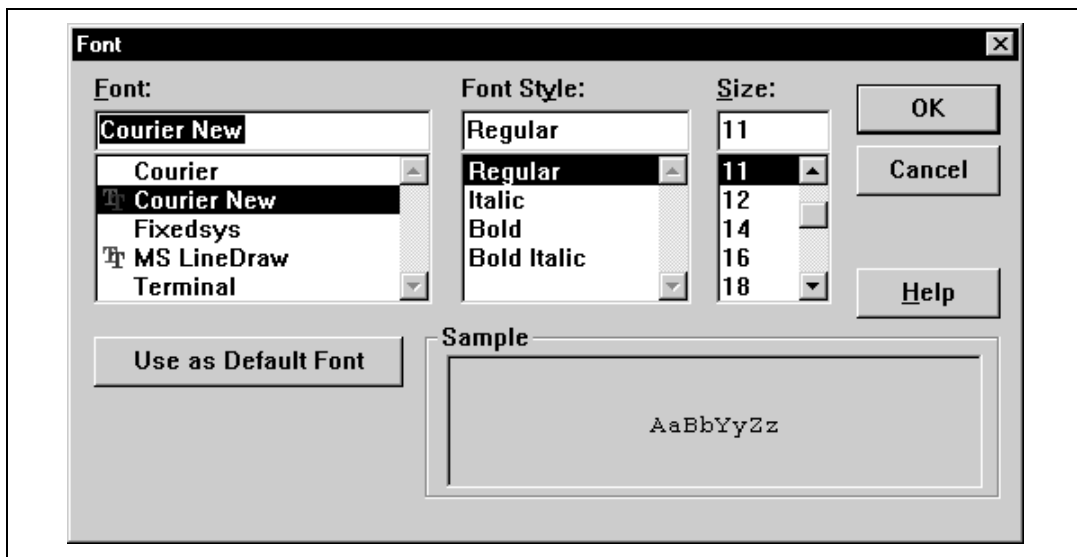 Font
Font:
Courier New
Courier
Courier New
Fixedsys
MS LineDraw
Terminal
Font Style:
Regular
Regular
Italic
Bold
Bold Italic
Size:
11
11
12
14
16
18
OK
Cancel
Help
Use as Default Font
Sample
AaBbYyZz